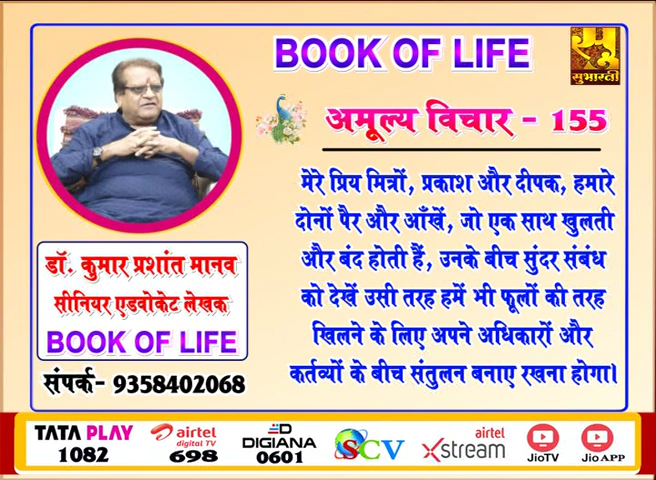 BOOK OF LIFE
सुभारती
अमूल्य विचार - 155
मेरे प्रिय मित्रों, प्रकाश और दीपक, हमारे
दोनों पैर और आँखें, जो एक साथ खुलती
और बंद होती हैं, उनके बीच सुंदर संबंध
को देखें उसी तरह हमें भी फूलों की तरह
खिलने के लिए अपने अधिकारों और
कर्तव्यों के बीच संतुलन बनाए रखना होगा।
डॉ. कुमार प्रशांत मानव
सीनियर एडवोकेट लेखक
BOOK OF LIFE
संपर्क- 9358402068
TATA PLAY
1082
airtel
digital TV
698
DIGIANA
0601
SCV
airtel
Xstream
JioTV
JioAPP